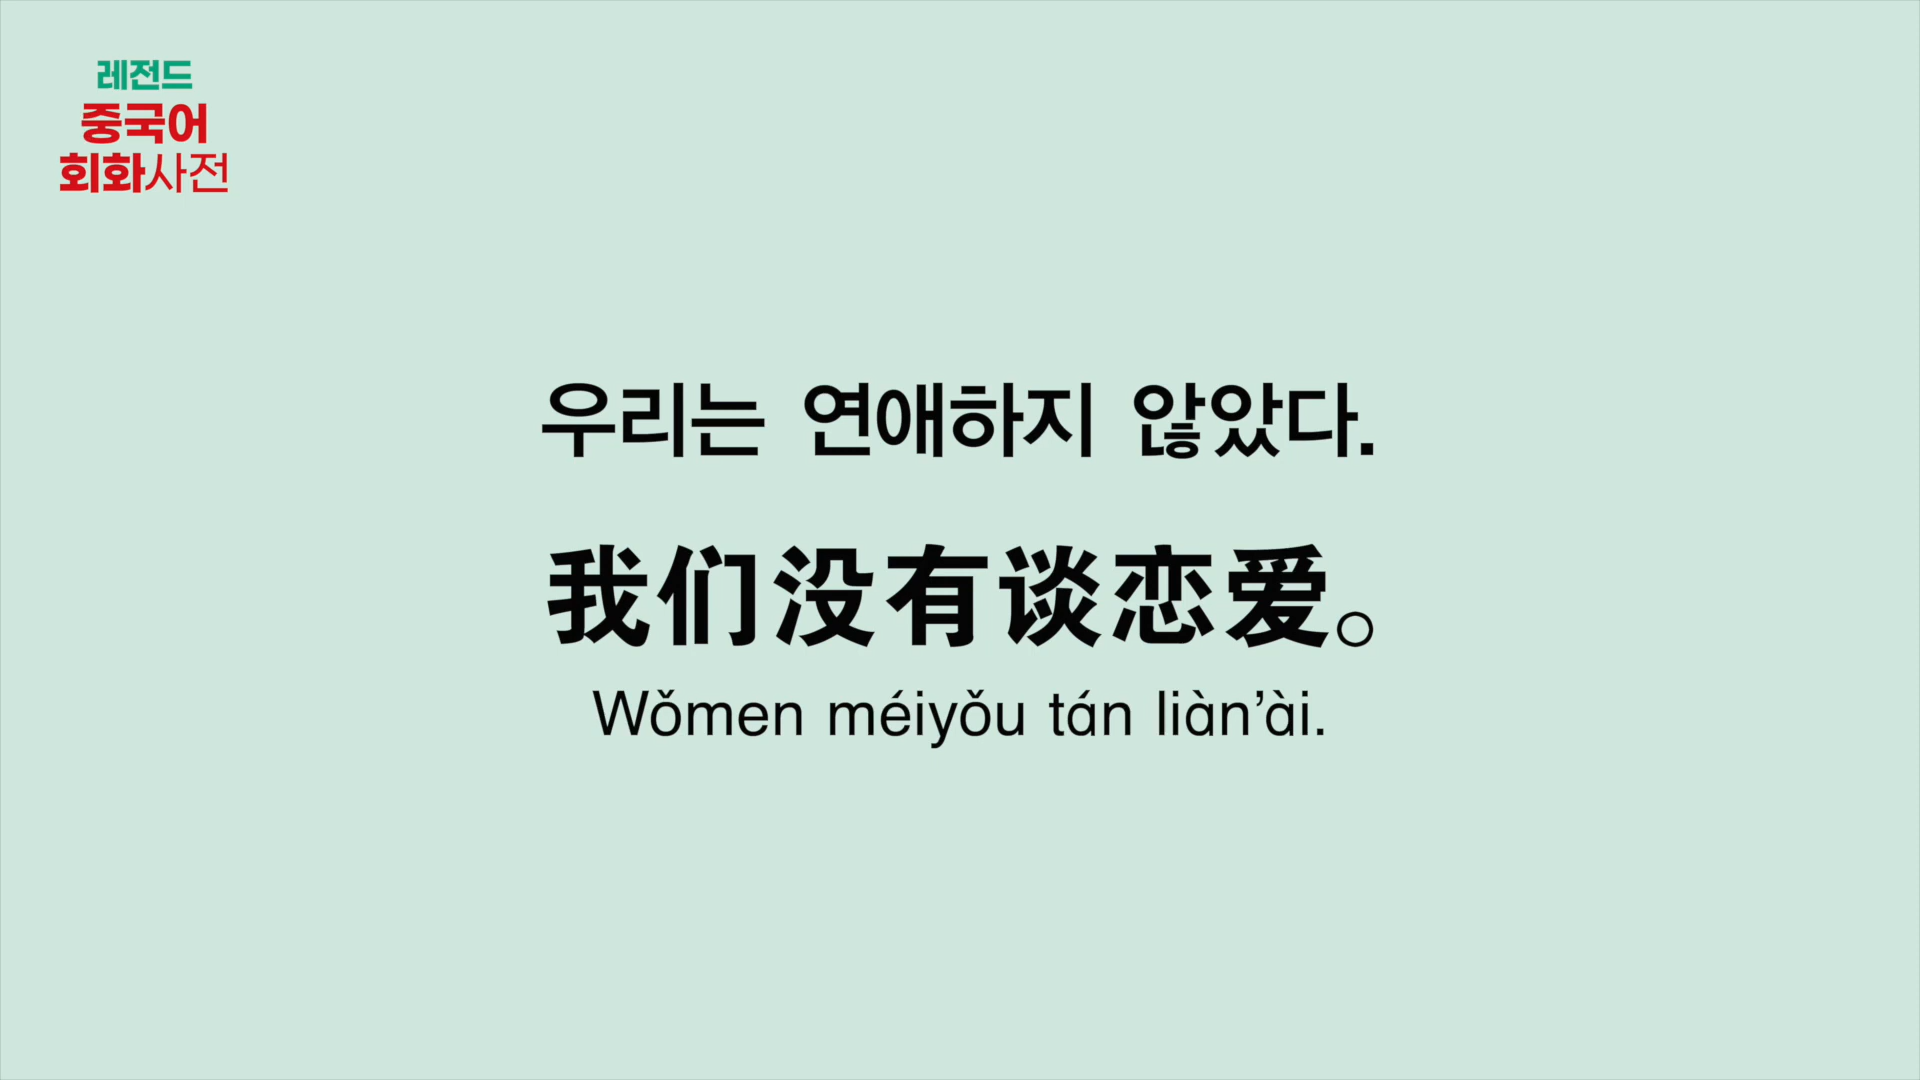 레전드
중국어
회화사전
우리는 연애하지 않았다.
我们没有谈恋爱。
Wǒmen méiyǒu tán liàn’ài.